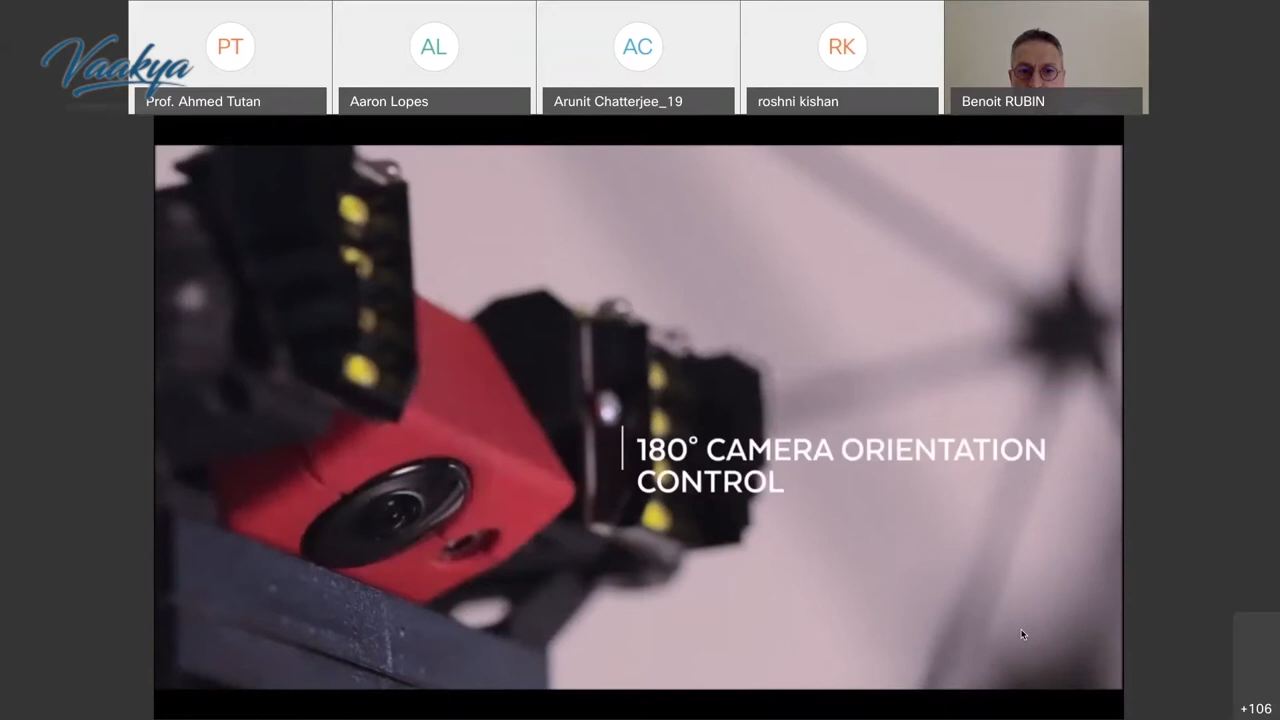 Vaakya
PT
AL
AC
RK
Prof. Ahmed Tutan
Aaron Lopes
Arunit Chatterjee_19
roshni kishan
Benoit RUBIN
180° CAMERA ORIENTATION
CONTROL
+106